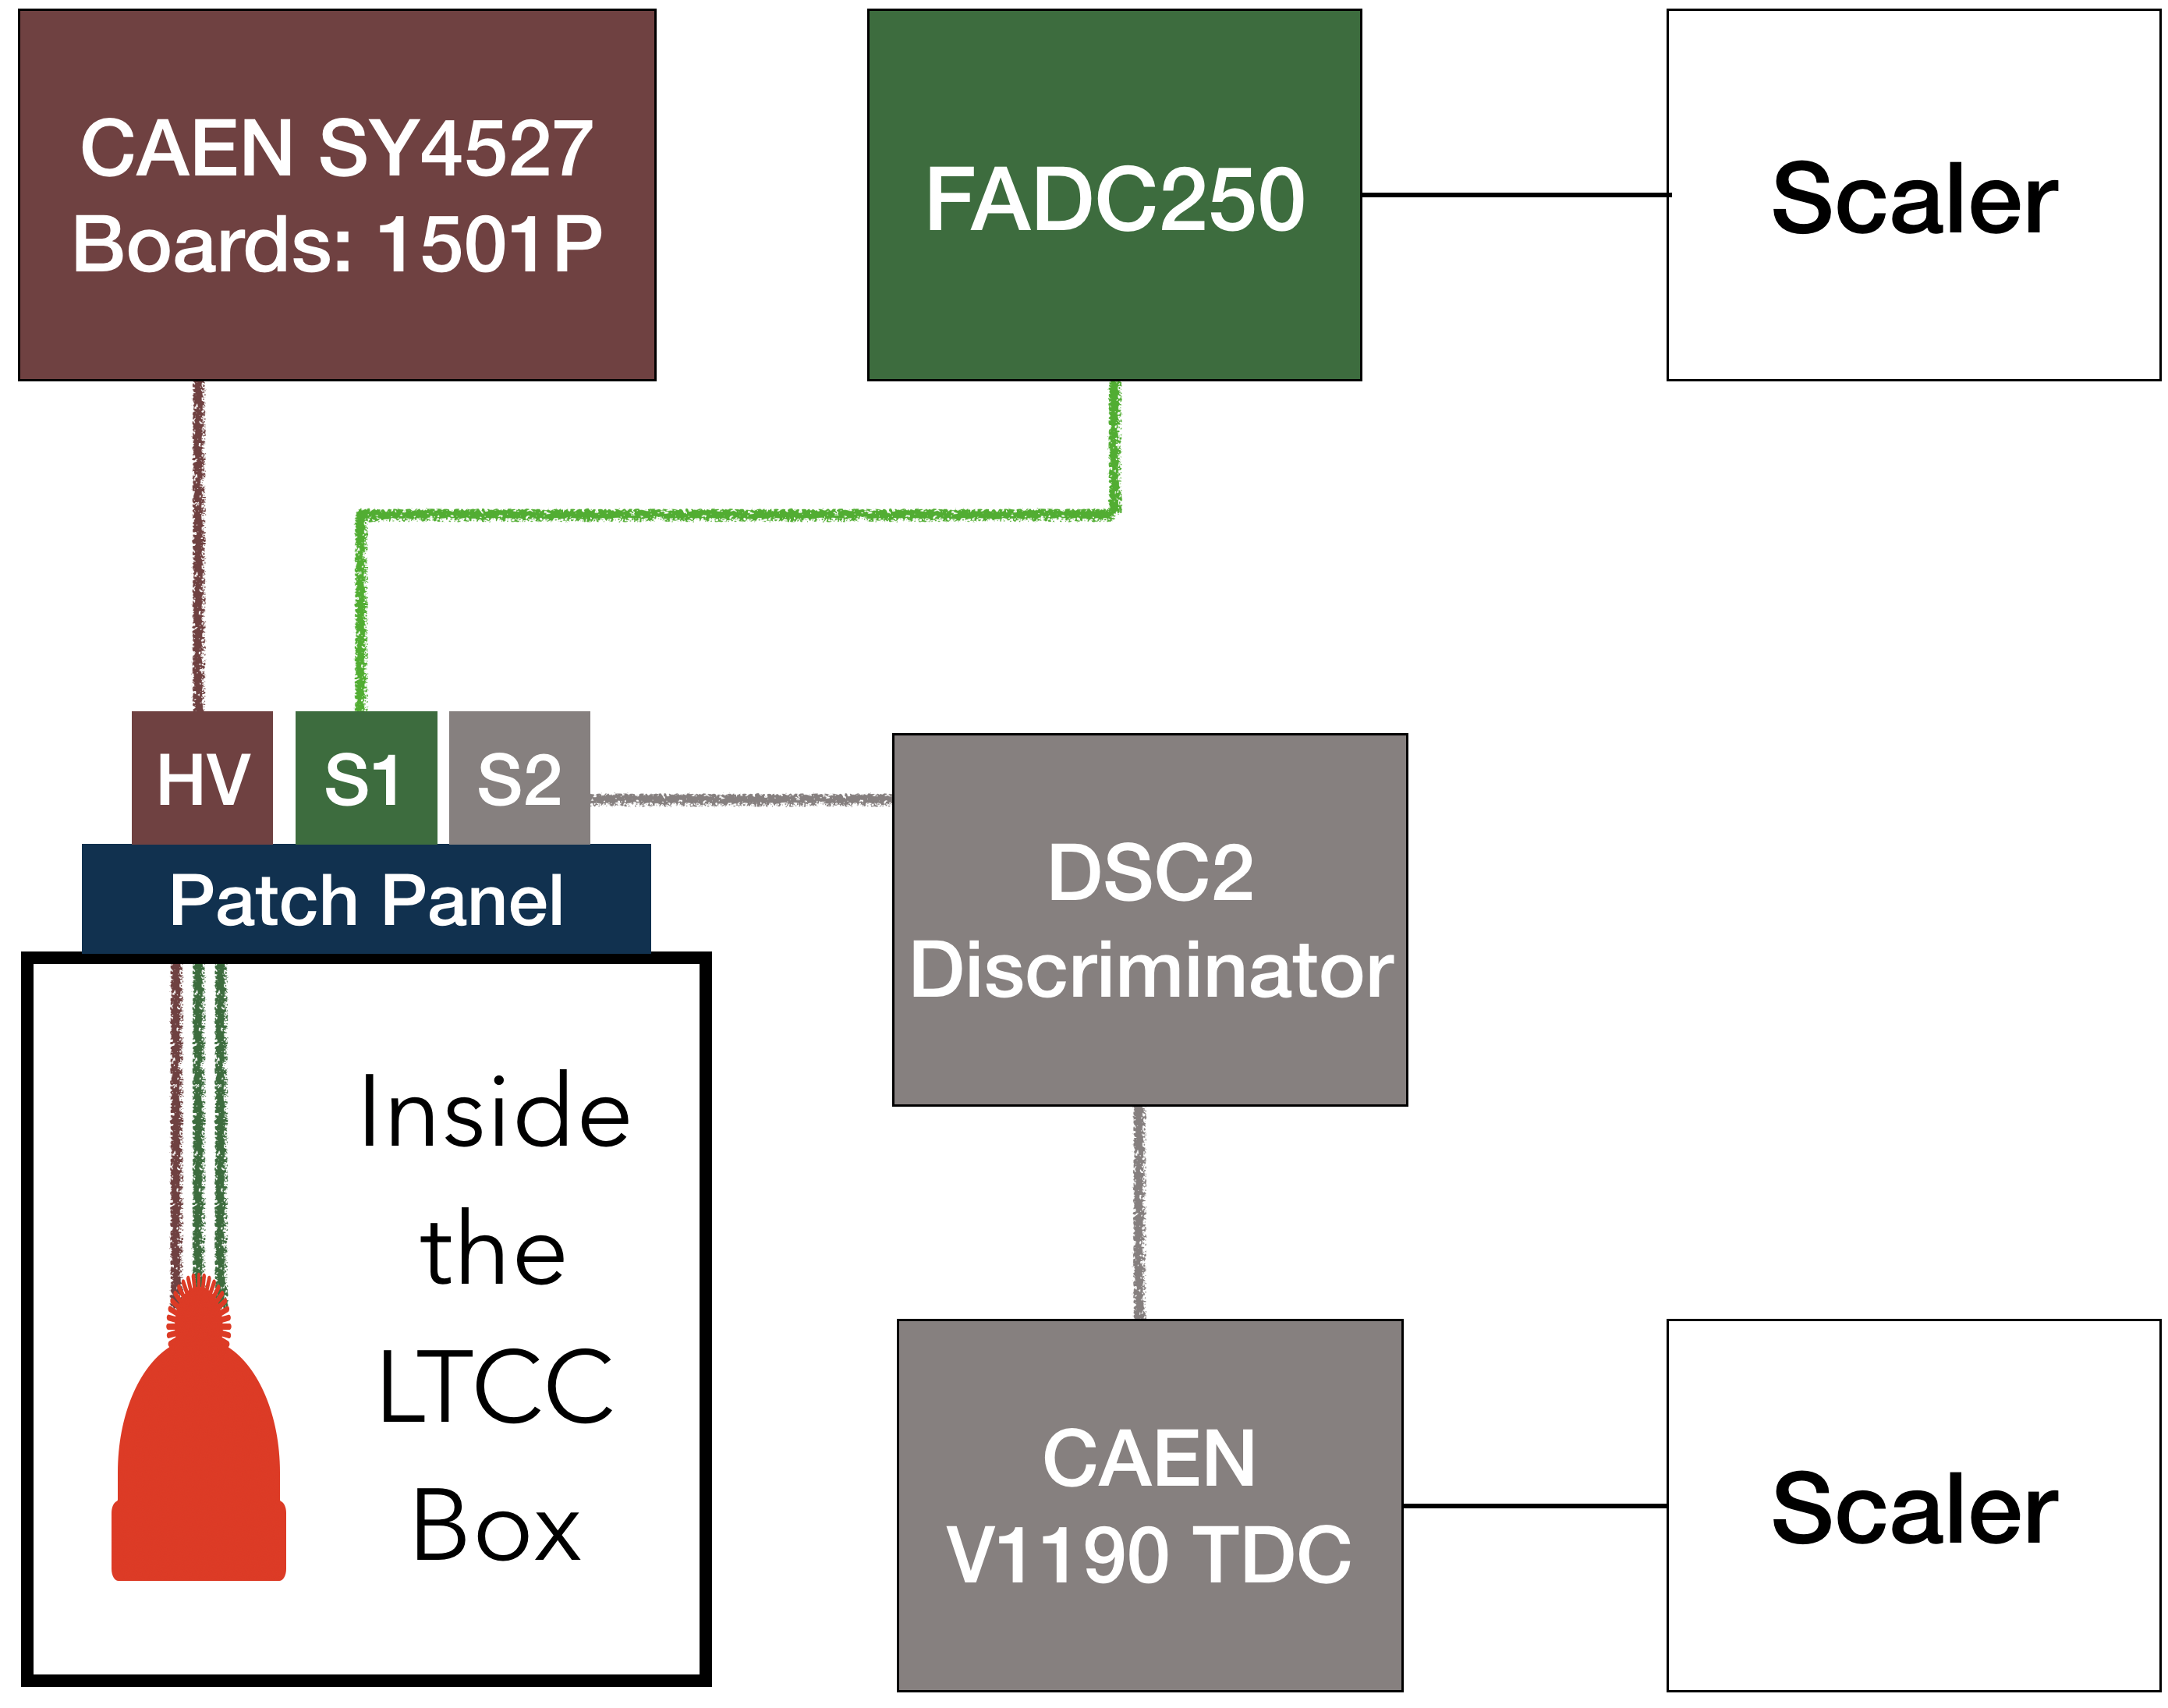 CAEN SY4527
Boards: 1501P
FADC250
Scaler
HV
S1
S2
Patch Panel
DSC2
Discriminator
Inside
the
LTCC
Box
CAEN
V1190 TDC
Scaler